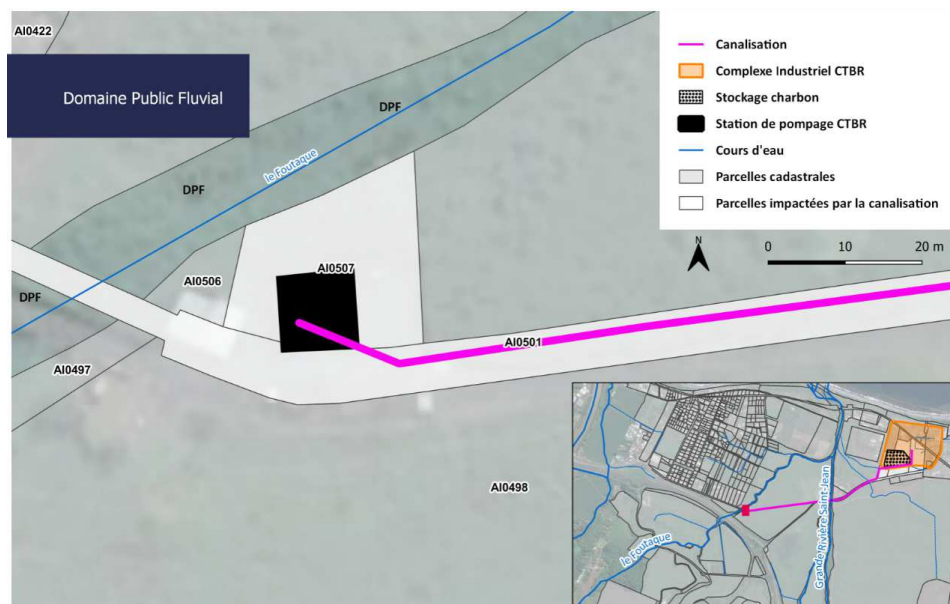 AI0422
Domaine Public Fluvial
DPF
le Foutaque
DPF
AI0507
AI0506
DPF
AI0497
AI0501
AI0498
Canalisation
Complexe Industriel CTBR
Stockage charbon
Station de pompage CTBR
Cours d'eau
Parcelles cadastrales
Parcelles impactées par la canalisation
N
0 10 20 m
le Foutaque
Grande Rivière Saint-Jean